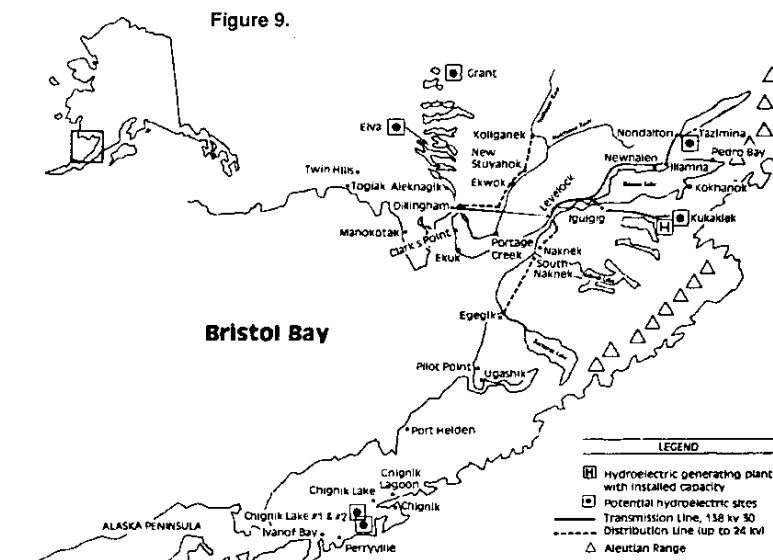 Figure 9.
Grant
Elva
Koliganek
Nondalton
Tazimina
New
Stuyahok
Newhalen
Pedro Bay
Iliamna
Twin Hills
Togiak
Aleknagik
Ekwok
Levelock
Kokhanok
Dillingham
Igiugig
Kukaklek
H
Manokotak
Clark's Point
Portage
Creek
Ekuk
Naknek
South
Naknek
Egegik
Bristol Bay
Pilot Point
Ugashik
Port Heiden
LEGEND
H Hydroelectric generating plant
with installed capacity
Potential hydroelectric sites
Transmission Line, 138 kv 30
Distribution Line (up to 24 kv)
Aleutian Range
Chignik
Lagoon
Chignik Lake
Chignik
Chignik Lake #1 & #2
ALASKA PENINSULA
Ivanof Bay
Perryville